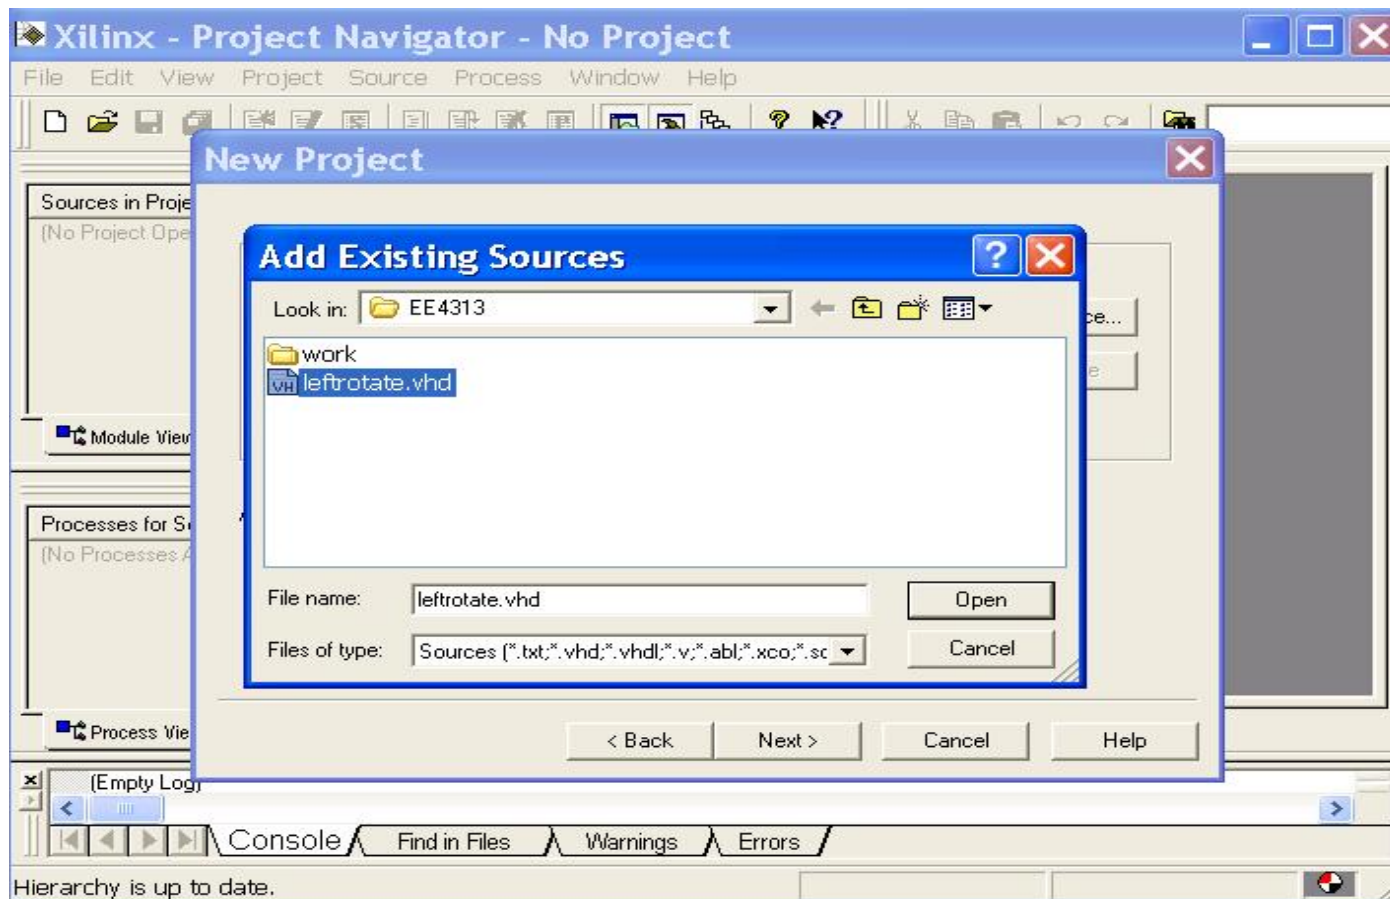 Xilinx - Project Navigator - No Project
File Edit View Project Source Process Window Help
New Project
Sources in Proje
(No Project Ope
Add Existing Sources
Look in: EE4313
ce...
work
leftrotate.vhd
e
Module View
Processes for S
(No Processes A
File name: leftrotate.vhd Open
Files of type: Sources (*.txt;*.vhd;*.vhdl;*.v;*.abl;*.xco;*.sc Cancel
Process Vie
< Back Next > Cancel Help
(Empty Log)
Console Find in Files Warnings Errors
Hierarchy is up to date.